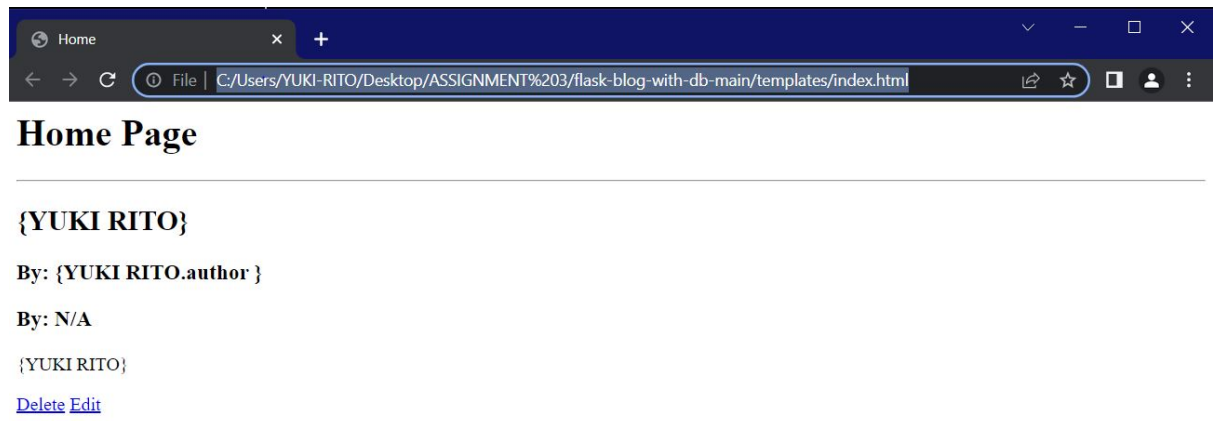 Home
File | C:/Users/YUKI-RITO/Desktop/ASSIGNMENT%203/flask-blog-with-db-main/templates/index.html
Home Page
{YUKI RITO}
By: {YUKI RITO.author }
By: N/A
{YUKI RITO}
Delete Edit